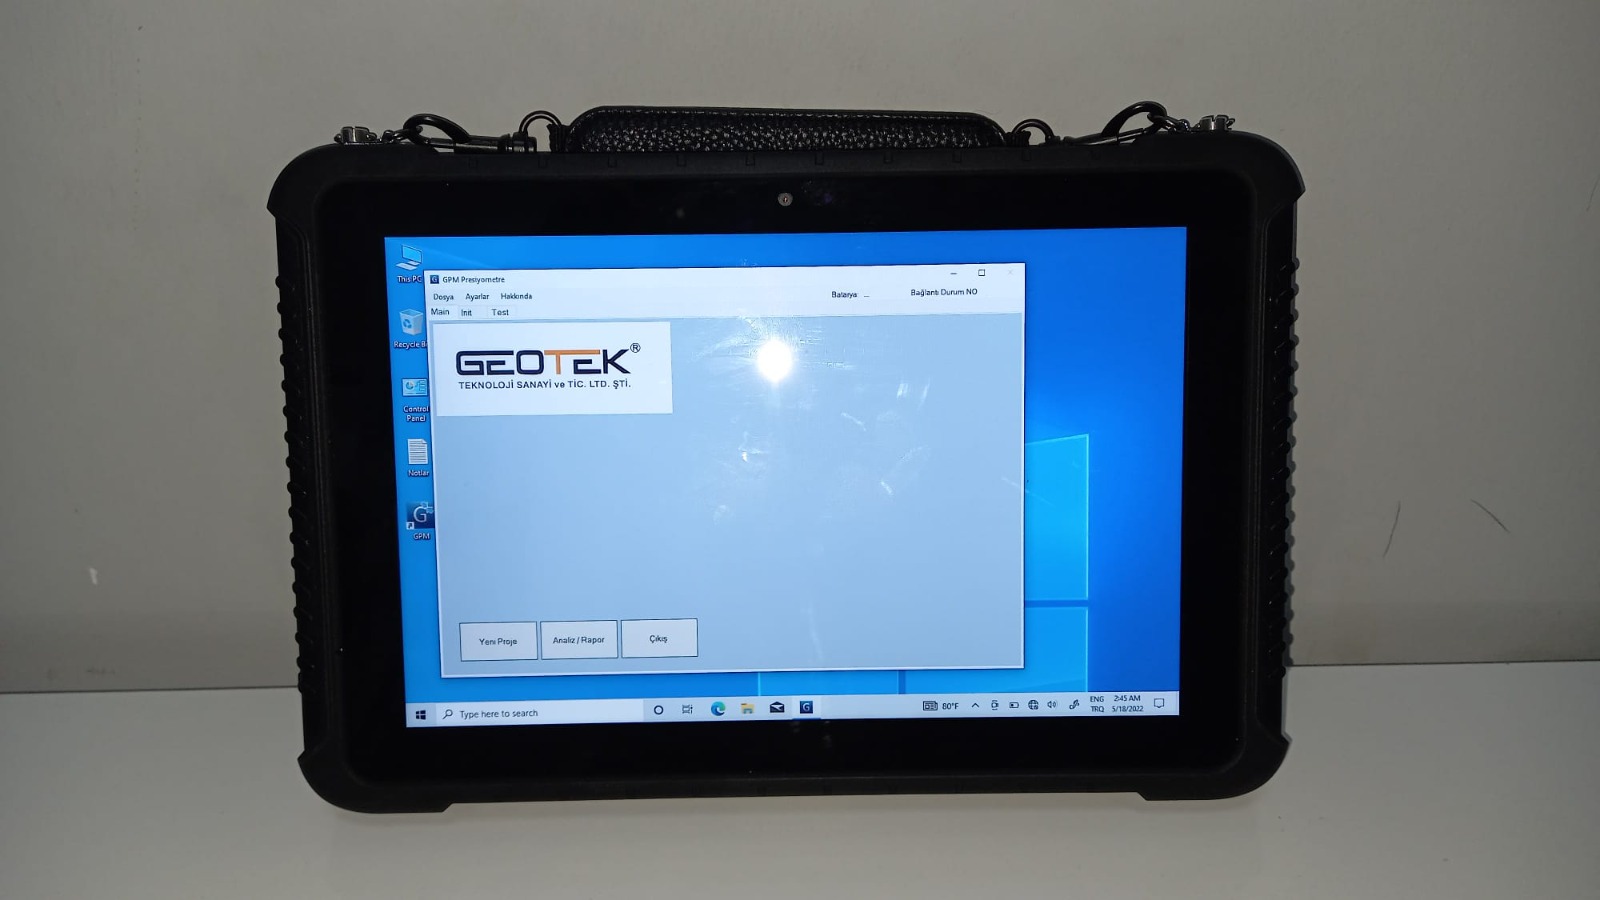 This PC
Recycle Bi
Control
Panel
Notlar
GPM
GPM Presiyometre
Dosya Ayarlar Hakkında
Batarya ... Bağlantı Durum NO
Main Init Test
GEOTEK®
TEKNOLOJİ SANAYİ ve TİC. LTD. ŞTİ.
Yeni Proje Analiz / Rapor Çıkış
Type here to search
80°F
ENG
TRQ
2:45 AM
5/18/2022